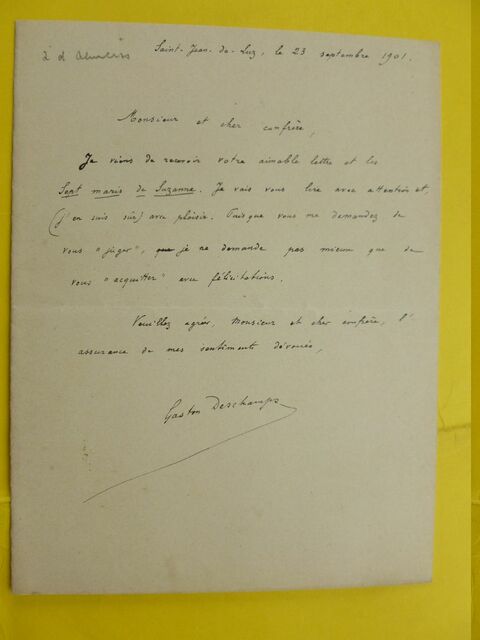 à d'Alméras
Saint-Jean-de-Luz, le 23 septembre 1901.
Monsieur et cher confrère,
Je viens de recevoir votre aimable lettre et les
Sept maris de Suzanne. Je vais vous lire avec attention et,
(j'en suis sûr) avec plaisir. Puisque vous me demandez de
vous "juger", je ne demande pas mieux que de
vous "acquitter" avec félicitations.
Veuillez agréer, Monsieur et cher confrère, l'
assurance de mes sentiments dévoués,
Gaston Deschamps